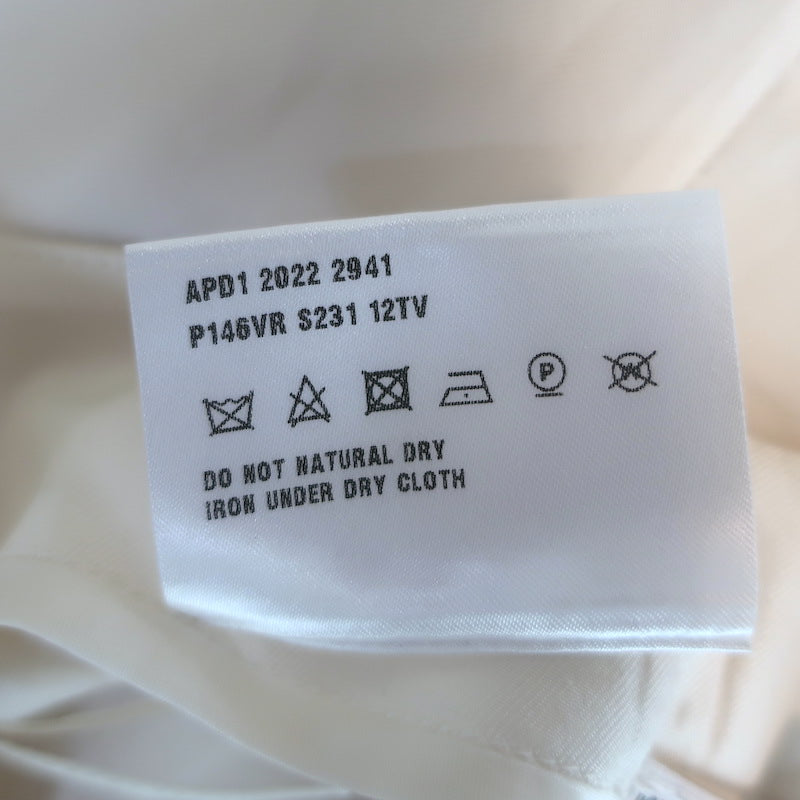 APD1 2022 2941
P146VR S231 12TV
P W
DO NOT NATURAL DRY
IRON UNDER DRY CLOTH